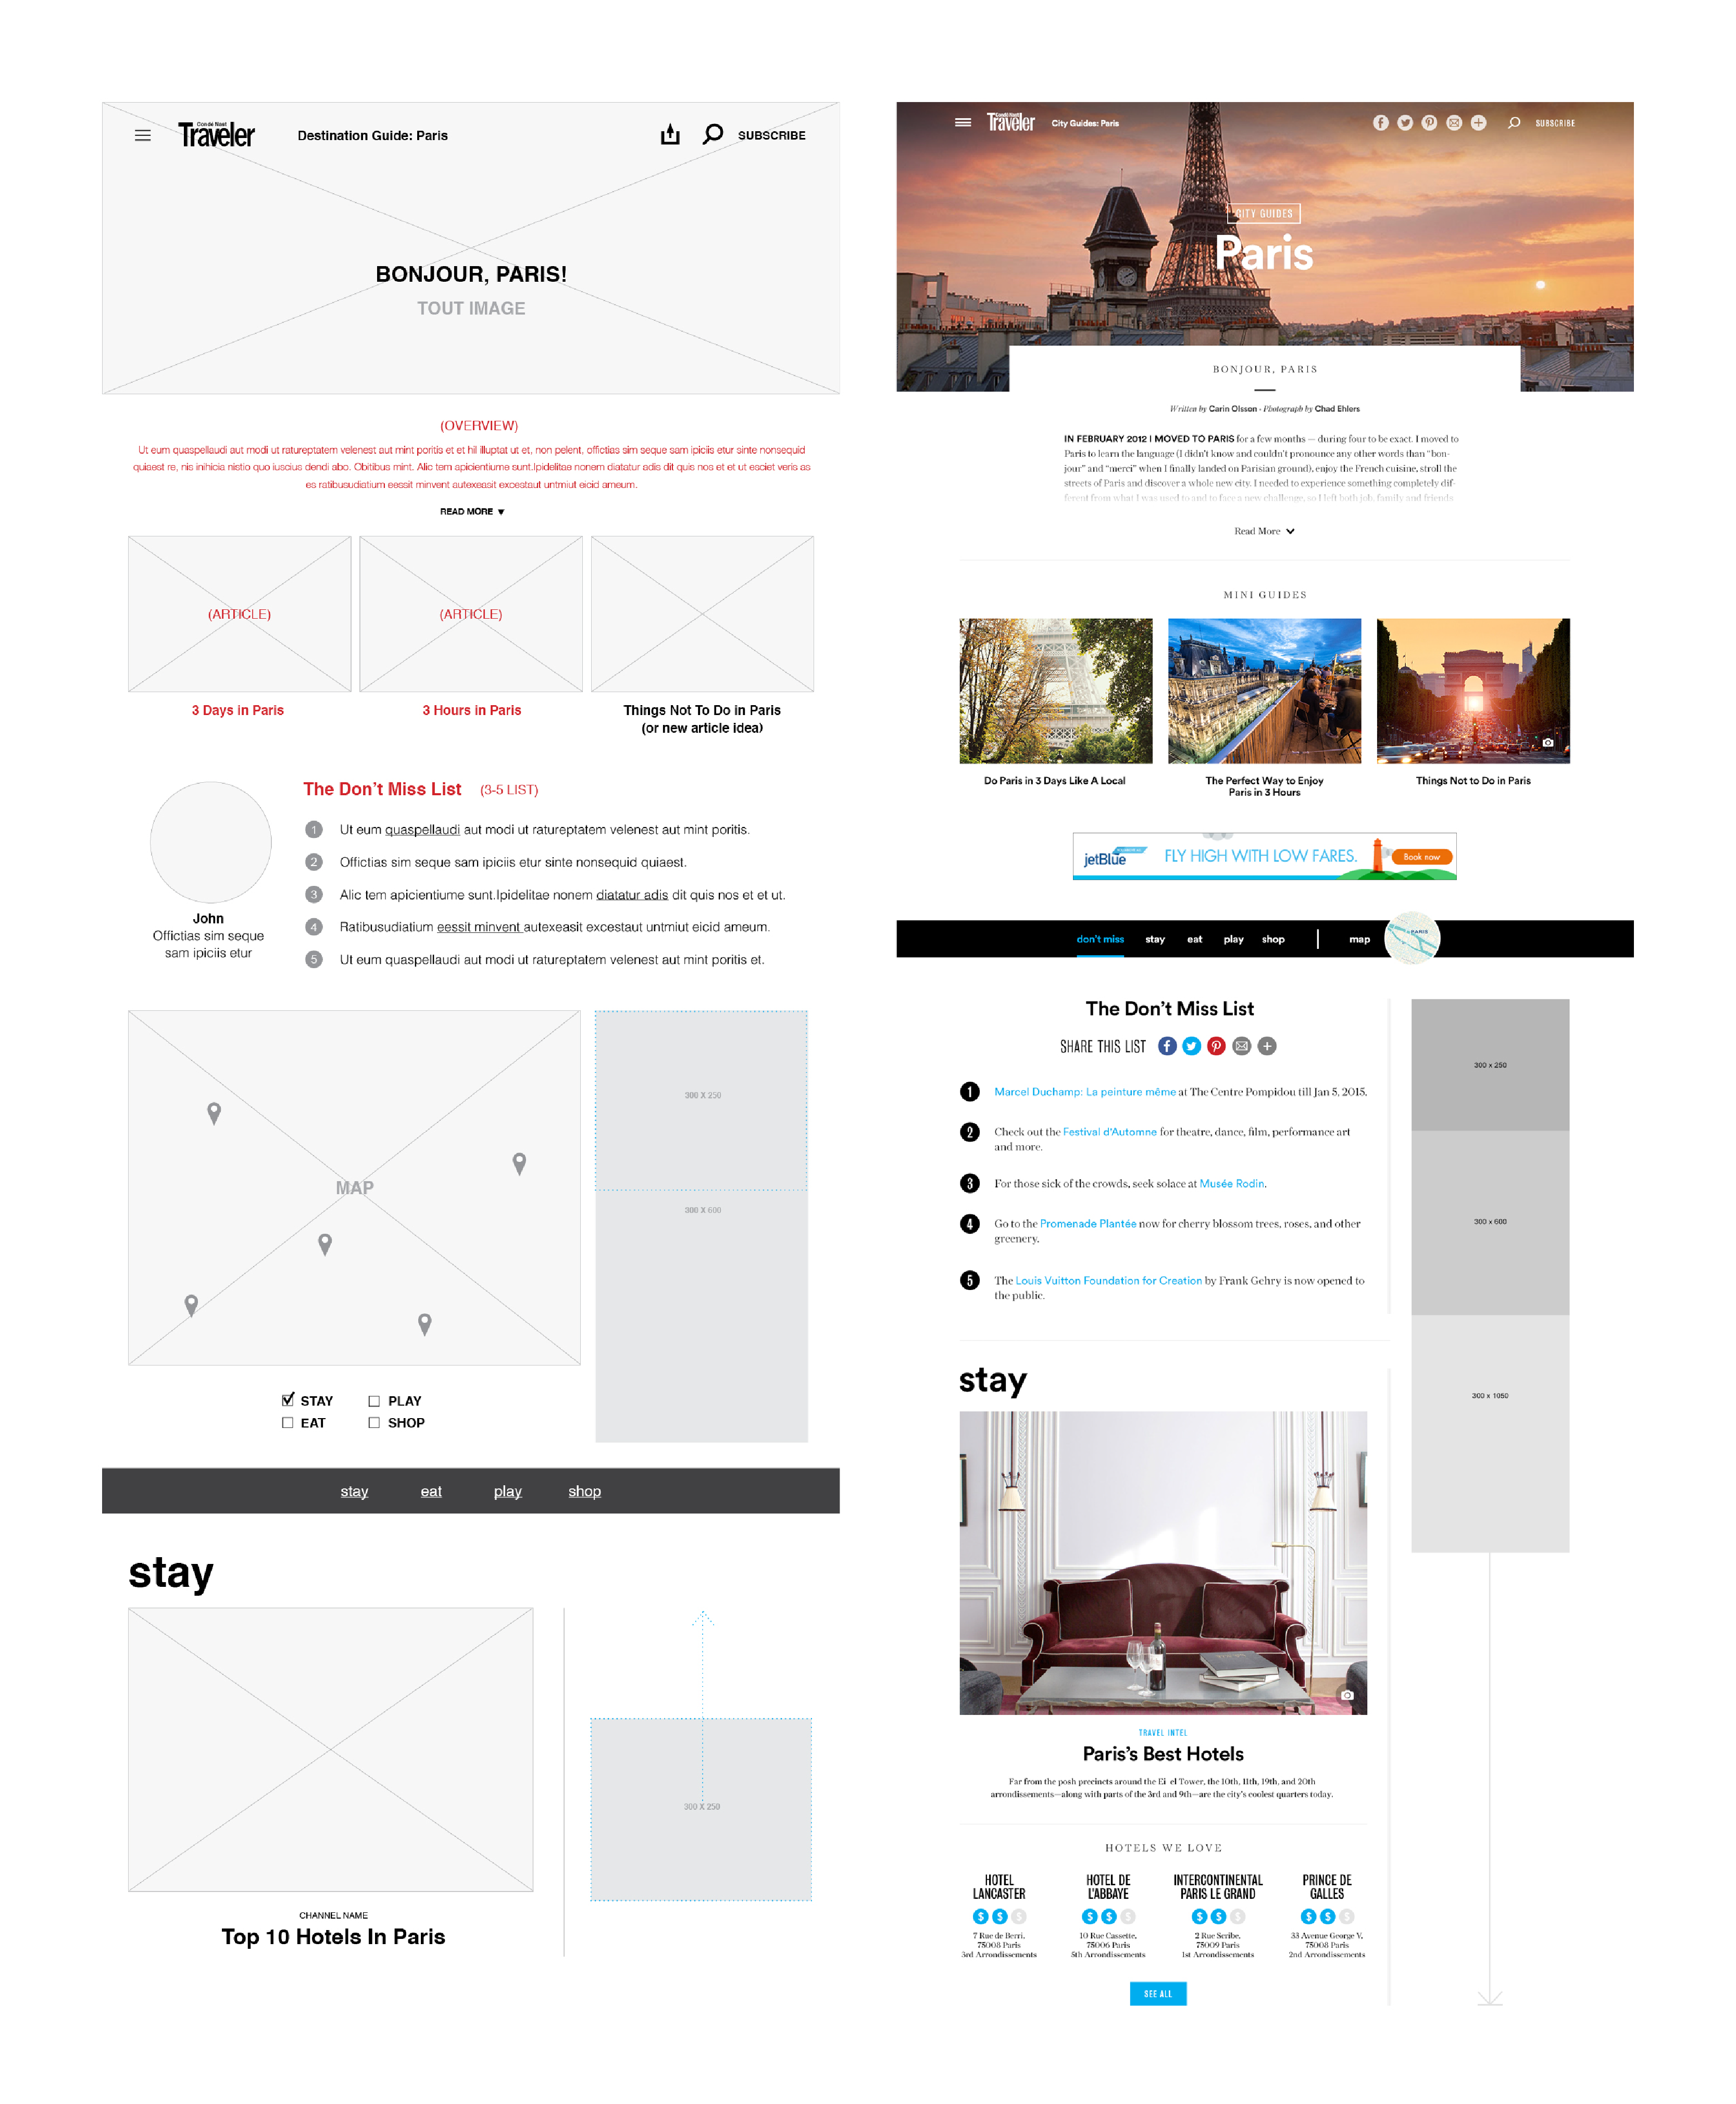 Condé Nast
Traveler
Destination Guide: Paris
SUBSCRIBE
BONJOUR, PARIS!
TOUT IMAGE
(OVERVIEW)
Ut eum quaspellaudi aut modi ut ratureptatem velenest aut mint poritis et et hil illuptat ut et, non pelent, offictias sim seque sam ipiciis etur sinte nonsequid
quiaest re, nis inihicia nistio quo iuscius dendi abo. Obitibus mint. Alic tem apicientiume sunt.Ipidelitae nonem diatatur adis dit quis nos et et ut esciet veris as
es ratibusudiatium eessit minvent autexeasit excestaut untmiut eicid ameum.
READ MORE
(ARTICLE)
(ARTICLE)
3 Days in Paris
3 Hours in Paris
Things Not To Do in Paris
(or new article idea)
The Don't Miss List (3-5 LIST)
John
Offictias sim seque
sam ipiciis etur
1 Ut eum quaspellaudi aut modi ut ratureptatem velenest aut mint poritis.
2 Offictias sim seque sam ipiciis etur sinte nonsequid quiaest.
3 Alic tem apicientiume sunt.Ipidelitae nonem diatatur adis dit quis nos et et ut.
4 Ratibusudiatium eessit minvent autexeasit excestaut untmiut eicid ameum.
5 Ut eum quaspellaudi aut modi ut ratureptatem velenest aut mint poritis et.
MAP
300 X 250
300 X 600
STAY
PLAY
EAT
SHOP
stay eat play shop
stay
300 X 250
CHANNEL NAME
Top 10 Hotels In Paris
Condé Nast
Traveler
City Guides: Paris
SUBSCRIBE
CITY GUIDES
Paris
BONJOUR, PARIS
Written by Carin Olsson - Photograph by Chad Ehlers
IN FEBRUARY 2012 I MOVED TO PARIS for a few months — during four to be exact. I moved to
Paris to learn the language (I didn't know and couldn't pronounce any other words than "bon-
jour" and "merci" when I finally landed on Parisian ground), enjoy the French cuisine, stroll the
streets of Paris and discover a whole new city. I needed to experience something completely dif-
ferent from what I was used to and to face a new challenge, so I left both job, family and friends
Read More
MINI GUIDES
Do Paris in 3 Days Like A Local
The Perfect Way to Enjoy
Paris in 3 Hours
Things Not to Do in Paris
jetBlue
FLY HIGH WITH LOW FARES.
Book now
don't miss stay eat play shop map
PARIS
The Don't Miss List
SHARE THIS LIST
1 Marcel Duchamp: La peinture même at The Centre Pompidou till Jan 5, 2015.
2 Check out the Festival d'Automne for theatre, dance, film, performance art
and more.
3 For those sick of the crowds, seek solace at Musée Rodin.
4 Go to the Promenade Plantée now for cherry blossom trees, roses, and other
greenery.
5 The Louis Vuitton Foundation for Creation by Frank Gehry is now opened to
the public.
300 x 250
300 x 600
300 x 1050
stay
TRAVEL INTEL
Paris's Best Hotels
Far from the posh precincts around the Ei el Tower, the 10th, 11th, 19th, and 20th
arrondissements—along with parts of the 3rd and 9th—are the city's coolest quarters today.
HOTELS WE LOVE
HOTEL
LANCASTER
$ $ $
7 Rue de Berri,
75008 Paris
3rd Arrondissements
HOTEL DE
L'ABBAYE
$ $ $
10 Rue Cassette,
75006 Paris
5th Arrondissements
INTERCONTINENTAL
PARIS LE GRAND
$ $ $
2 Rue Scribe,
75009 Paris
1st Arrondissements
PRINCE DE
GALLES
$ $ $
33 Avenue George V,
75008 Paris
2nd Arrondissements
SEE ALL